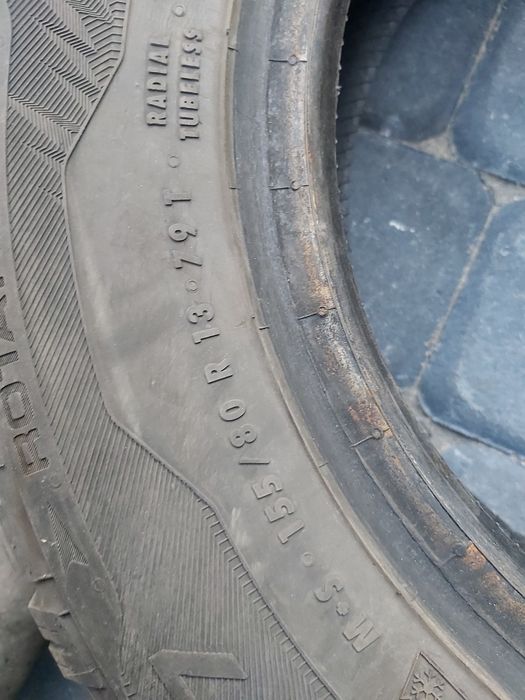 M•S • 155/80 R 13 • 79 T •
RADIAL
TUBELESS